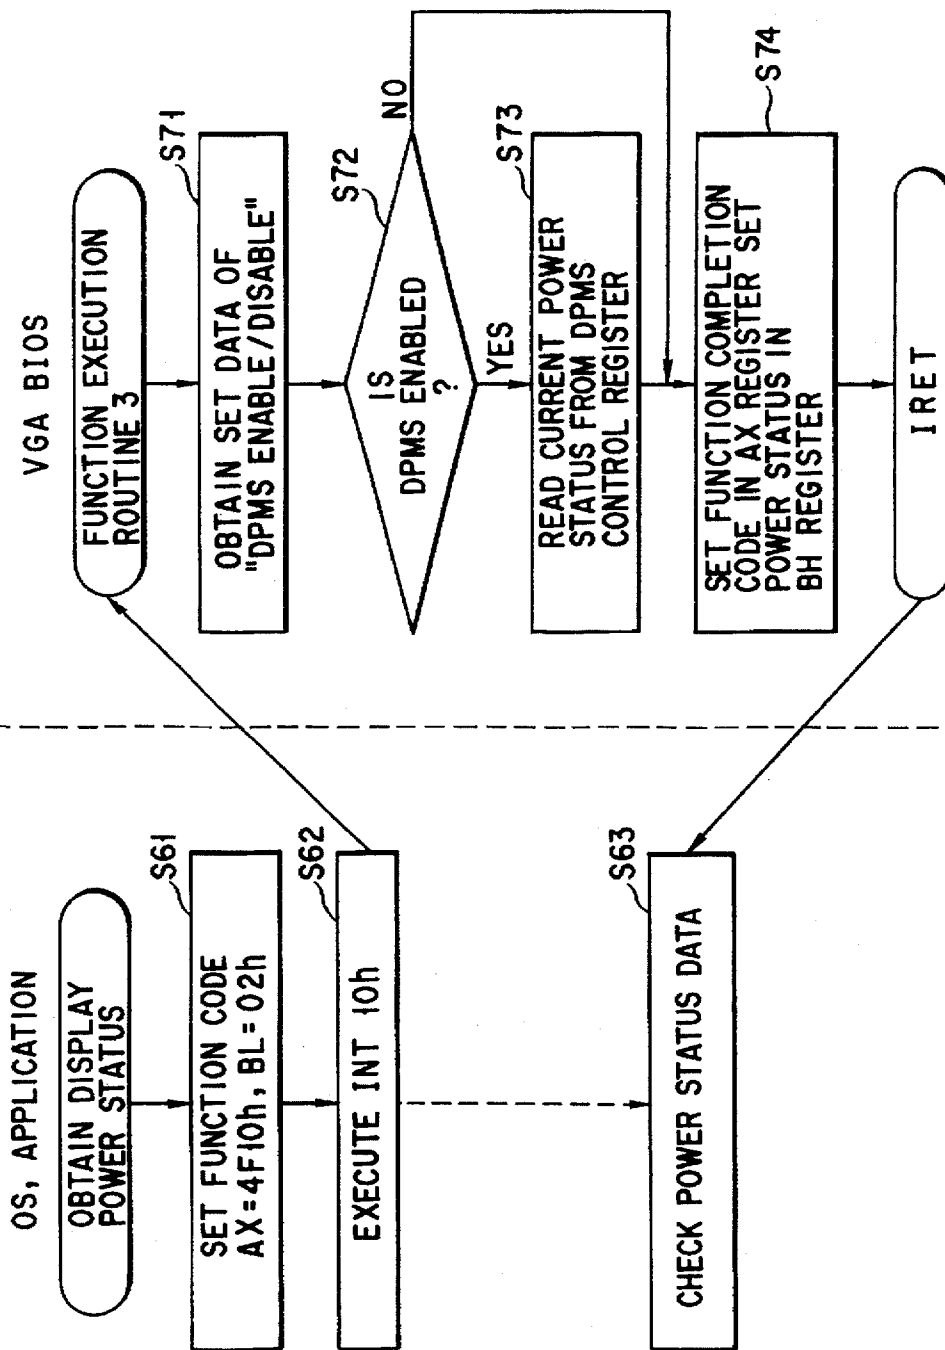 OS, APPLICATION
OBTAIN DISPLAY
POWER STATUS
S61
SET FUNCTION CODE
AX=4F10h, BL=02h
S62
EXECUTE INT 10h
S63
CHECK POWER STATUS DATA
VGA BIOS
FUNCTION EXECUTION
ROUTINE 3
S71
OBTAIN SET DATA OF
"DPMS ENABLE/DISABLE"
S72
IS
DPMS ENABLED
?
NO
YES
S73
READ CURRENT POWER
STATUS FROM DPMS
CONTROL REGISTER
S74
SET FUNCTION COMPLETION
CODE IN AX REGISTER SET
POWER STATUS IN
BH REGISTER
IRET